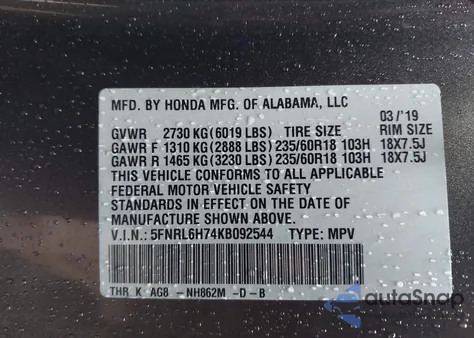 MFD. BY HONDA MFG. OF ALABAMA, LLC
03/'19
GVWR 2730 KG(6019 LBS) TIRE SIZE RIM SIZE
GAWR F 1310 KG(2888 LBS)235/60R18 103H 18X7.5J
GAWR R 1465 KG(3230 LBS)235/60R18 103H 18X7.5J
THIS VEHICLE CONFORMS TO ALL APPLICABLE
FEDERAL MOTOR VEHICLE SAFETY
STANDARDS IN EFFECT ON THE DATE OF
MANUFACTURE SHOWN ABOVE.
V.I.N.: 5FNRL6H74KB092544 TYPE: MPV
THR K AG8 -NH862M -D -B
autoSnap